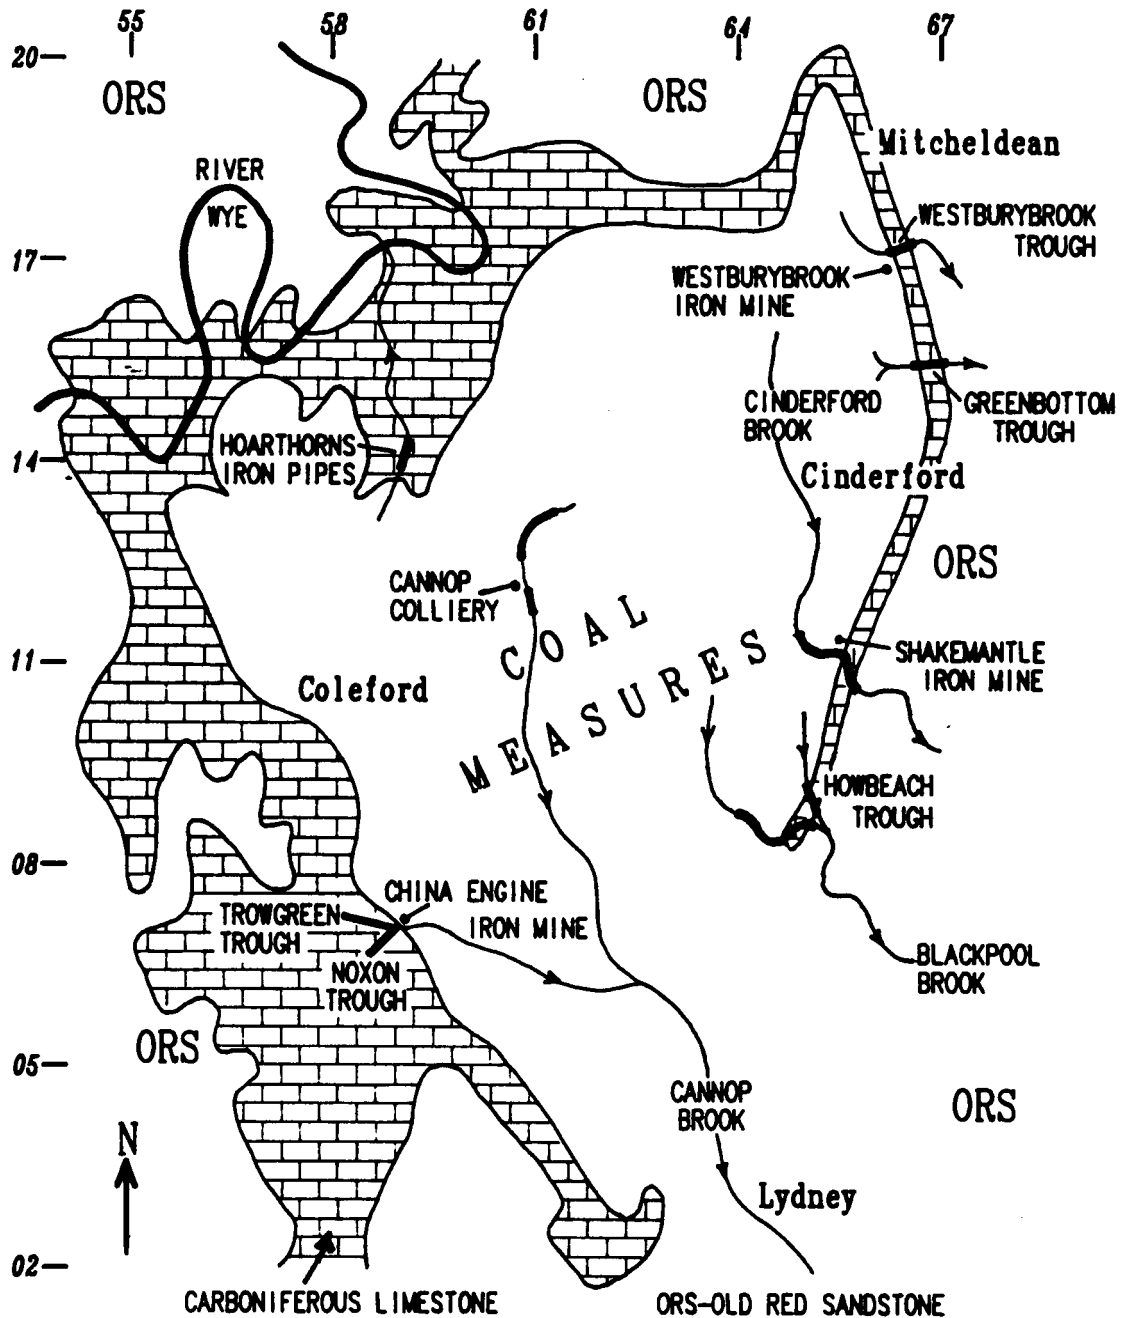 55 58 61 64 67
20
ORS
ORS
Mitcheldean
RIVER
WYE
WESTBURYBROOK
TROUGH
17
WESTBURYBROOK
IRON MINE
CINDERFORD
BROOK
GREENBOTTOM
TROUGH
HOARTHORNS
IRON PIPES
14
Cinderford
ORS
CANNOP
COLLIERY
COAL
MEASURES
SHAKEMANTLE
IRON MINE
11
Coleford
HOWBEACH
TROUGH
08
CHINA ENGINE
IRON MINE
TROWGREEN
TROUGH
NOXON
TROUGH
BLACKPOOL
BROOK
ORS
05
CANNOP
BROOK
ORS
N
Lydney
02
CARBONIFEROUS LIMESTONE
ORS-OLD RED SANDSTONE